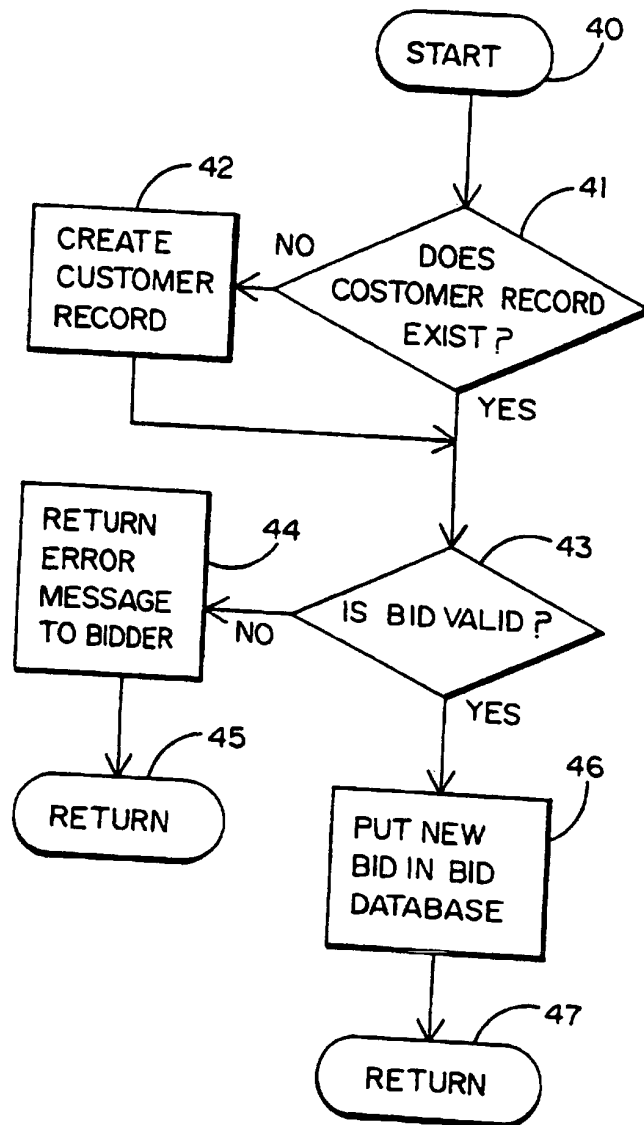 START
40
42
41
CREATE
CUSTOMER
RECORD
NO
DOES
COSTOMER RECORD
EXIST?
YES
RETURN
ERROR
MESSAGE
TO BIDDER
44
43
IS BID VALID?
NO
YES
45
RETURN
46
PUT NEW
BID IN BID
DATABASE
47
RETURN